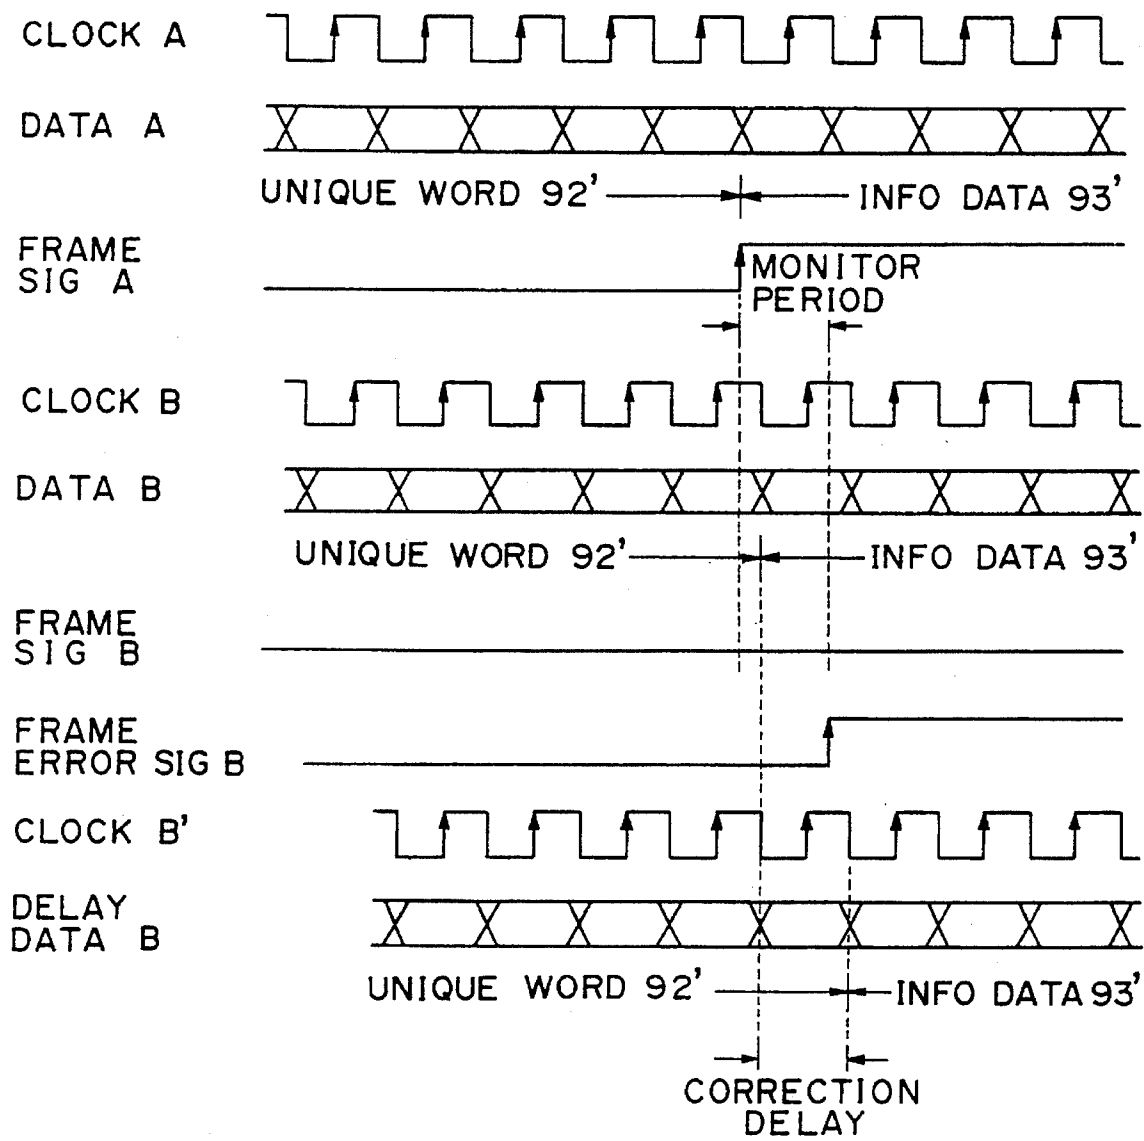 CLOCK A
DATA A
UNIQUE WORD 92' INFO DATA 93'
FRAME
SIG A
MONITOR
PERIOD
CLOCK B
DATA B
UNIQUE WORD 92' INFO DATA 93'
FRAME
SIG B
FRAME
ERROR SIG B
CLOCK B'
DELAY
DATA B
UNIQUE WORD 92' INFO DATA 93'
CORRECTION
DELAY